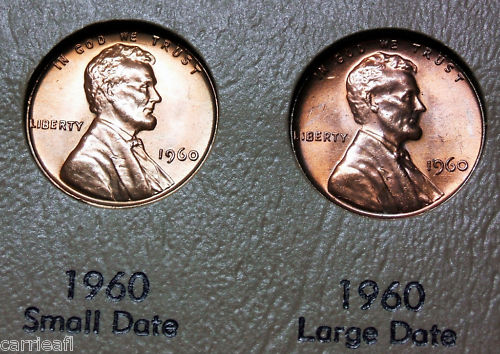 IN GOD WE TRUST
LIBERTY
1960
IN GOD WE TRUST
LIBERTY
1960
1960
Small Date
1960
Large Date
carrieafl